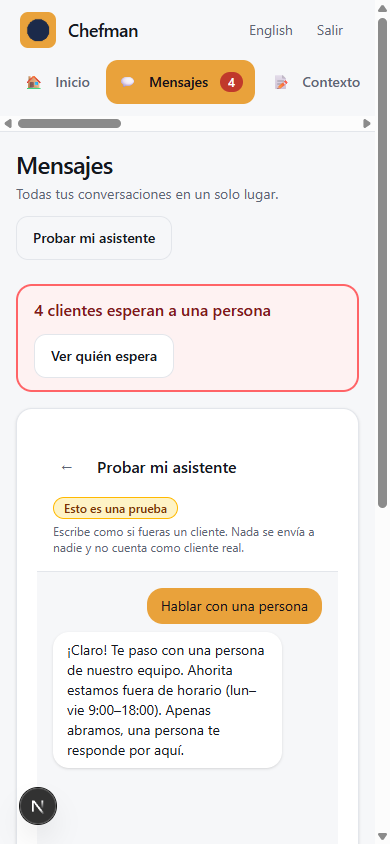 Chefman
English
Salir
Inicio
Mensajes
4
Contexto
Mensajes
Todas tus conversaciones en un solo lugar.
Probar mi asistente
4 clientes esperan a una persona
Ver quién espera
← Probar mi asistente
Esto es una prueba
Escribe como si fueras un cliente. Nada se envía a
nadie y no cuenta como cliente real.
Hablar con una persona
¡Claro! Te paso con una persona
de nuestro equipo. Ahorita
estamos fuera de horario (lun–
vie 9:00–18:00). Apenas
abramos, una persona te
responde por aquí.
N